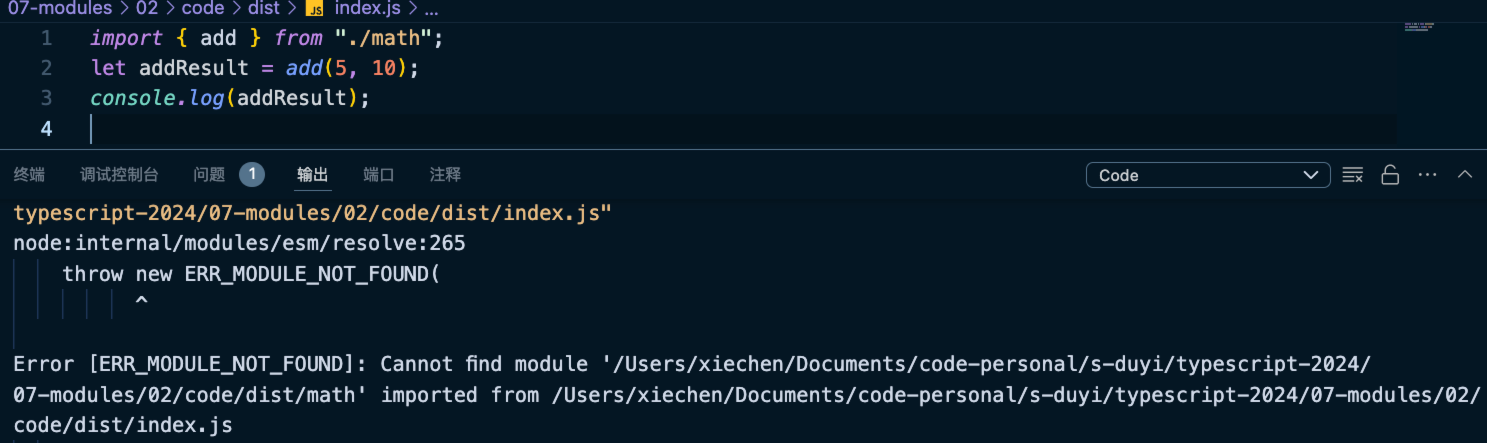 07-modules > 02 > code > dist > JS index.js > ...
1 import { add } from "./math";
2 let addResult = add(5, 10);
3 console.log(addResult);
4
终端 调试控制台 问题 1 输出 端口 注释 Code
typescript-2024/07-modules/02/code/dist/index.js"
node:internal/modules/esm/resolve:265
throw new ERR_MODULE_NOT_FOUND(
^
Error [ERR_MODULE_NOT_FOUND]: Cannot find module '/Users/xiechen/Documents/code-personal/s-duyi/typescript-2024/
07-modules/02/code/dist/math' imported from /Users/xiechen/Documents/code-personal/s-duyi/typescript-2024/07-modules/02/
code/dist/index.js